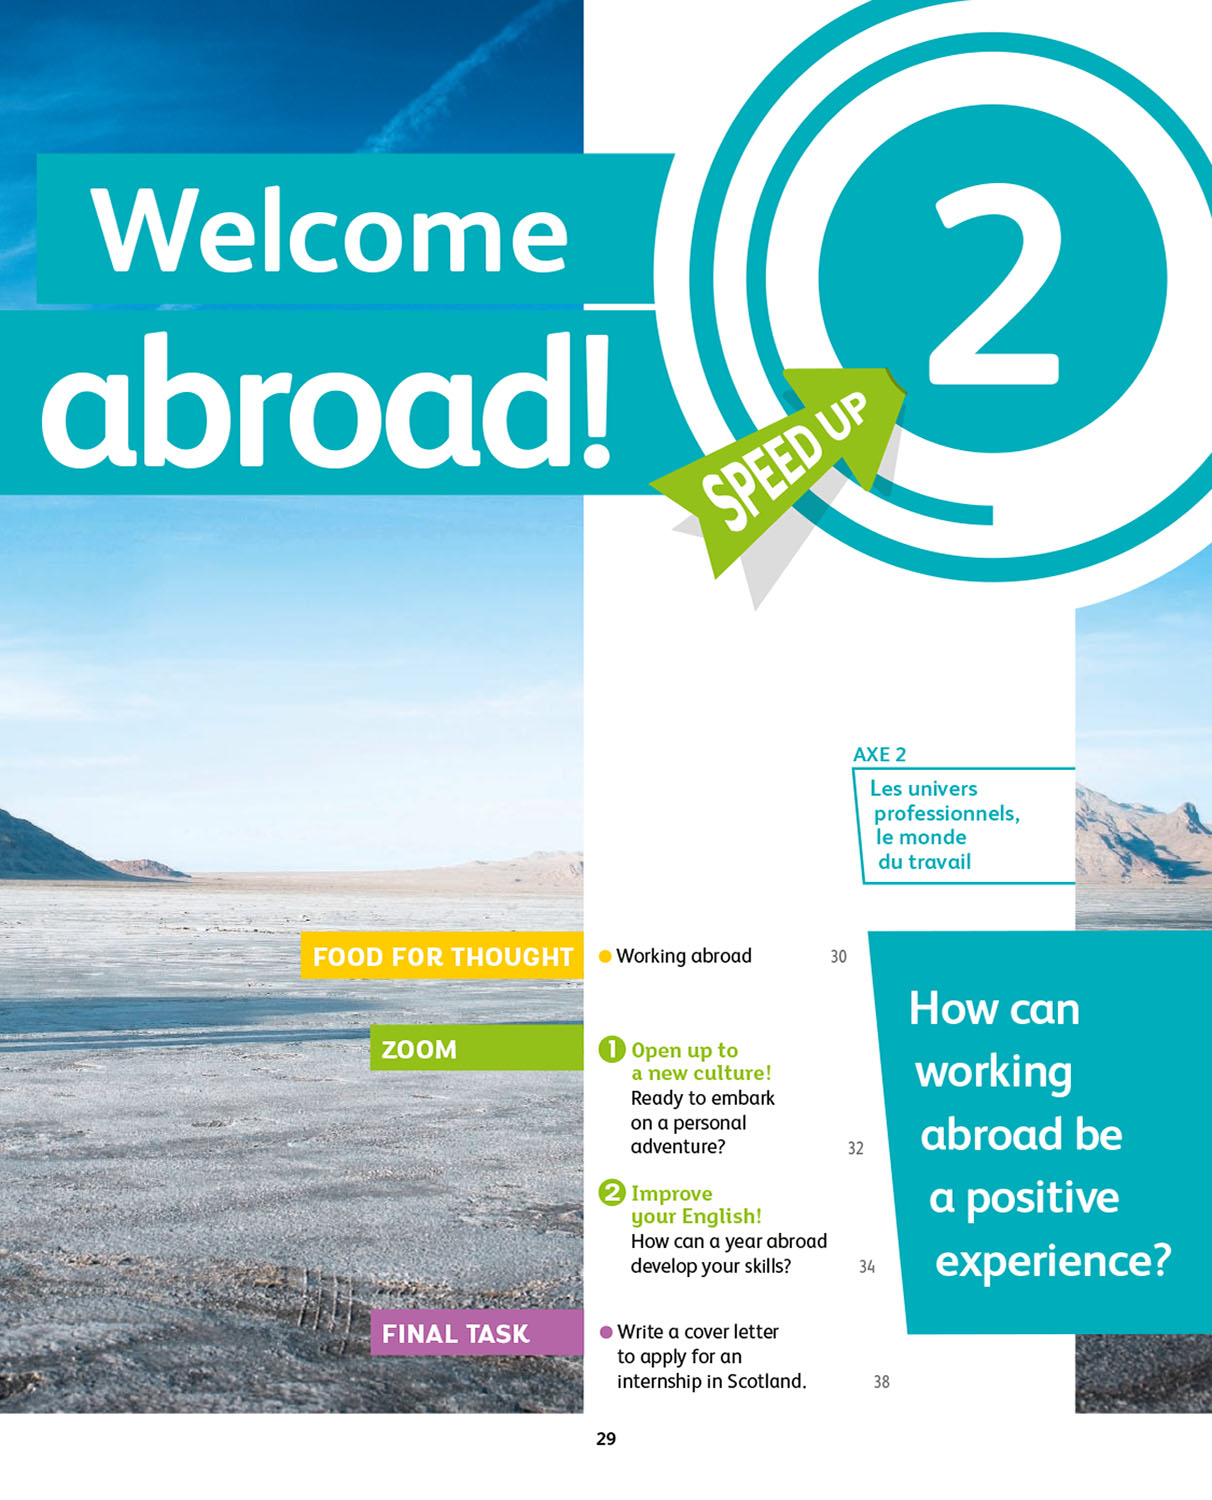 Welcome
abroad!
2
SPEED UP
AXE 2
Les univers
professionnels,
le monde
du travail
FOOD FOR THOUGHT
Working abroad 30
ZOOM
1 Open up to
a new culture!
Ready to embark
on a personal
adventure? 32
2 Improve
your English!
How can a year abroad
develop your skills? 34
FINAL TASK
Write a cover letter
to apply for an
internship in Scotland. 38
How can
working
abroad be
a positive
experience?
29